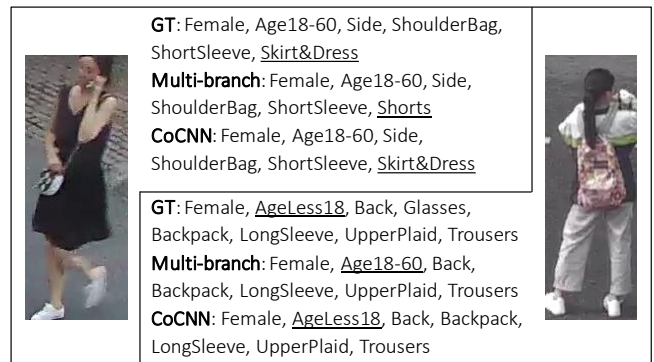 GT: Female, Age18-60, Side, ShoulderBag,
ShortSleeve, Skirt&Dress
Multi-branch: Female, Age18-60, Side,
ShoulderBag, ShortSleeve, Shorts
CoCNN: Female, Age18-60, Side,
ShoulderBag, ShortSleeve, Skirt&Dress
GT: Female, AgeLess18, Back, Glasses,
Backpack, LongSleeve, UpperPlaid, Trousers
Multi-branch: Female, Age18-60, Back,
Backpack, LongSleeve, UpperPlaid, Trousers
CoCNN: Female, AgeLess18, Back, Backpack,
LongSleeve, UpperPlaid, Trousers